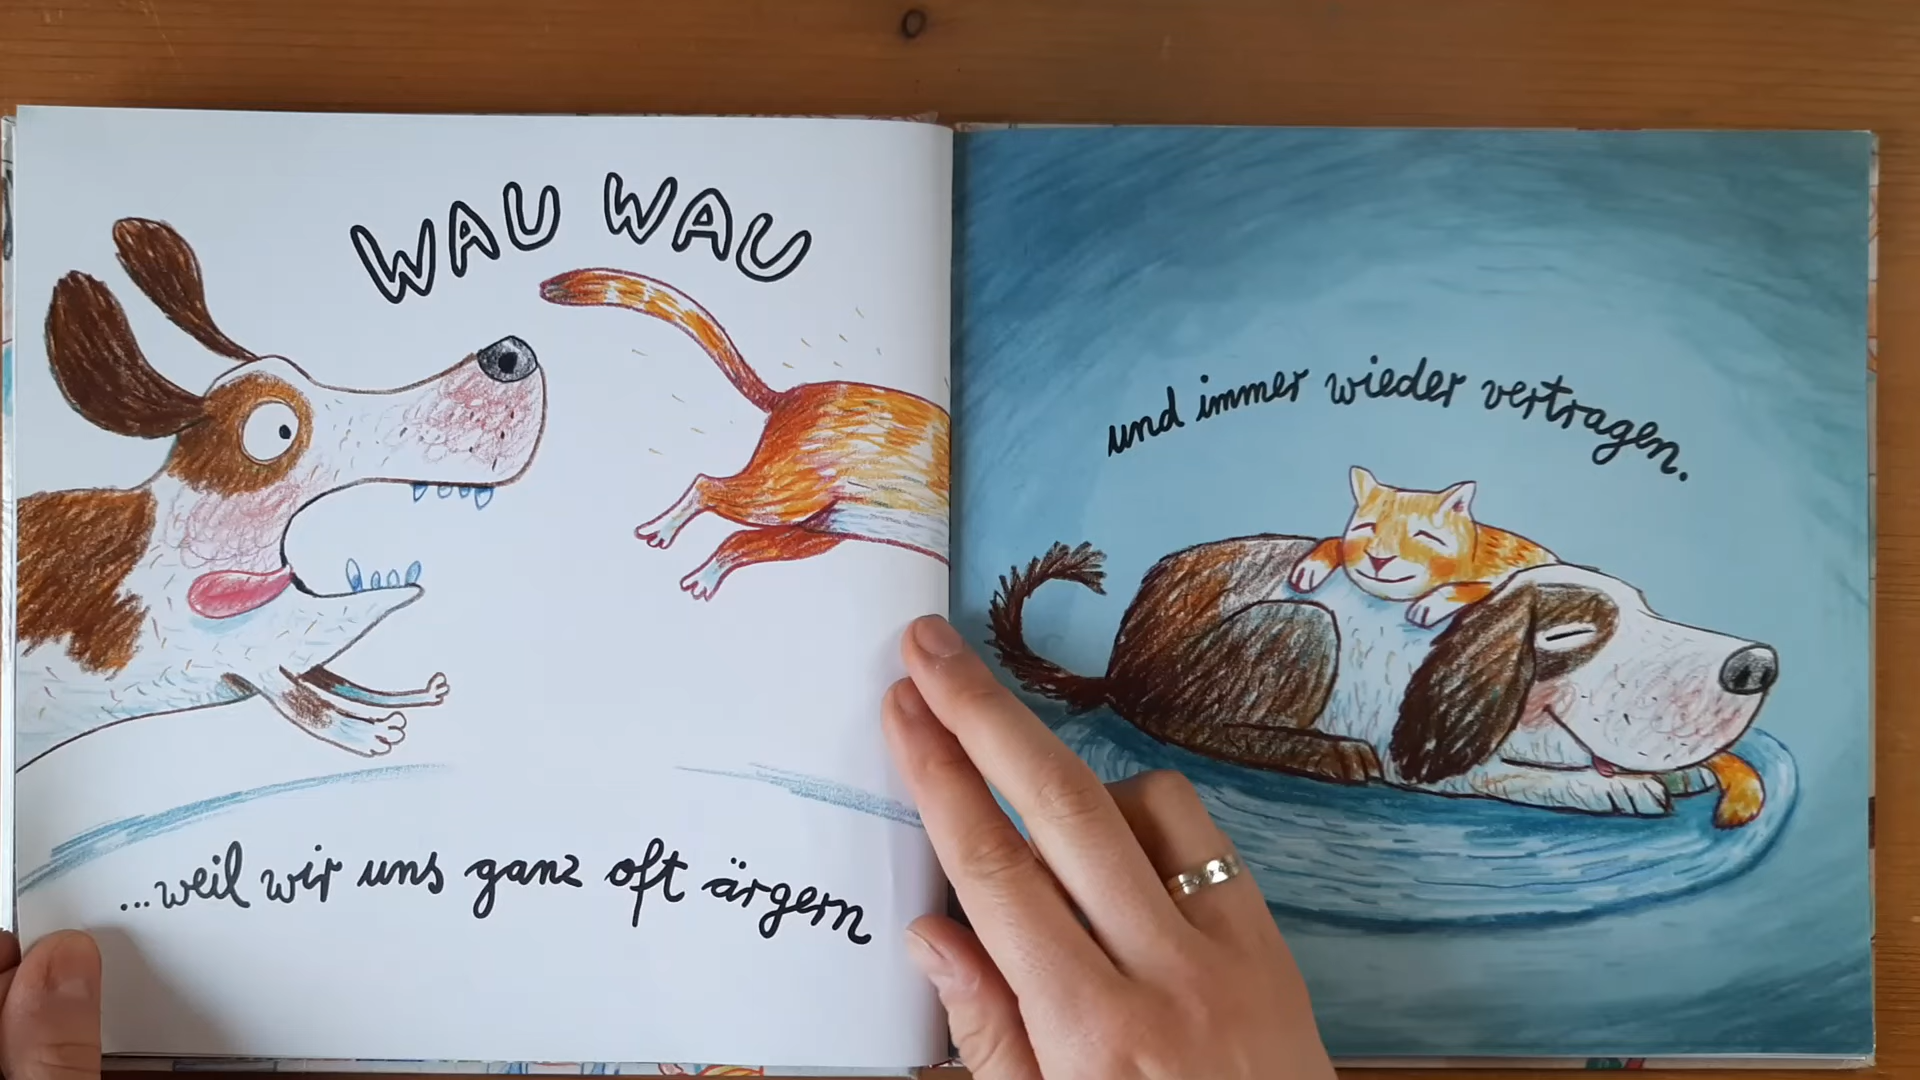 WAU WAU
...weil wir uns ganz oft ärgern
und immer wieder vertragen.